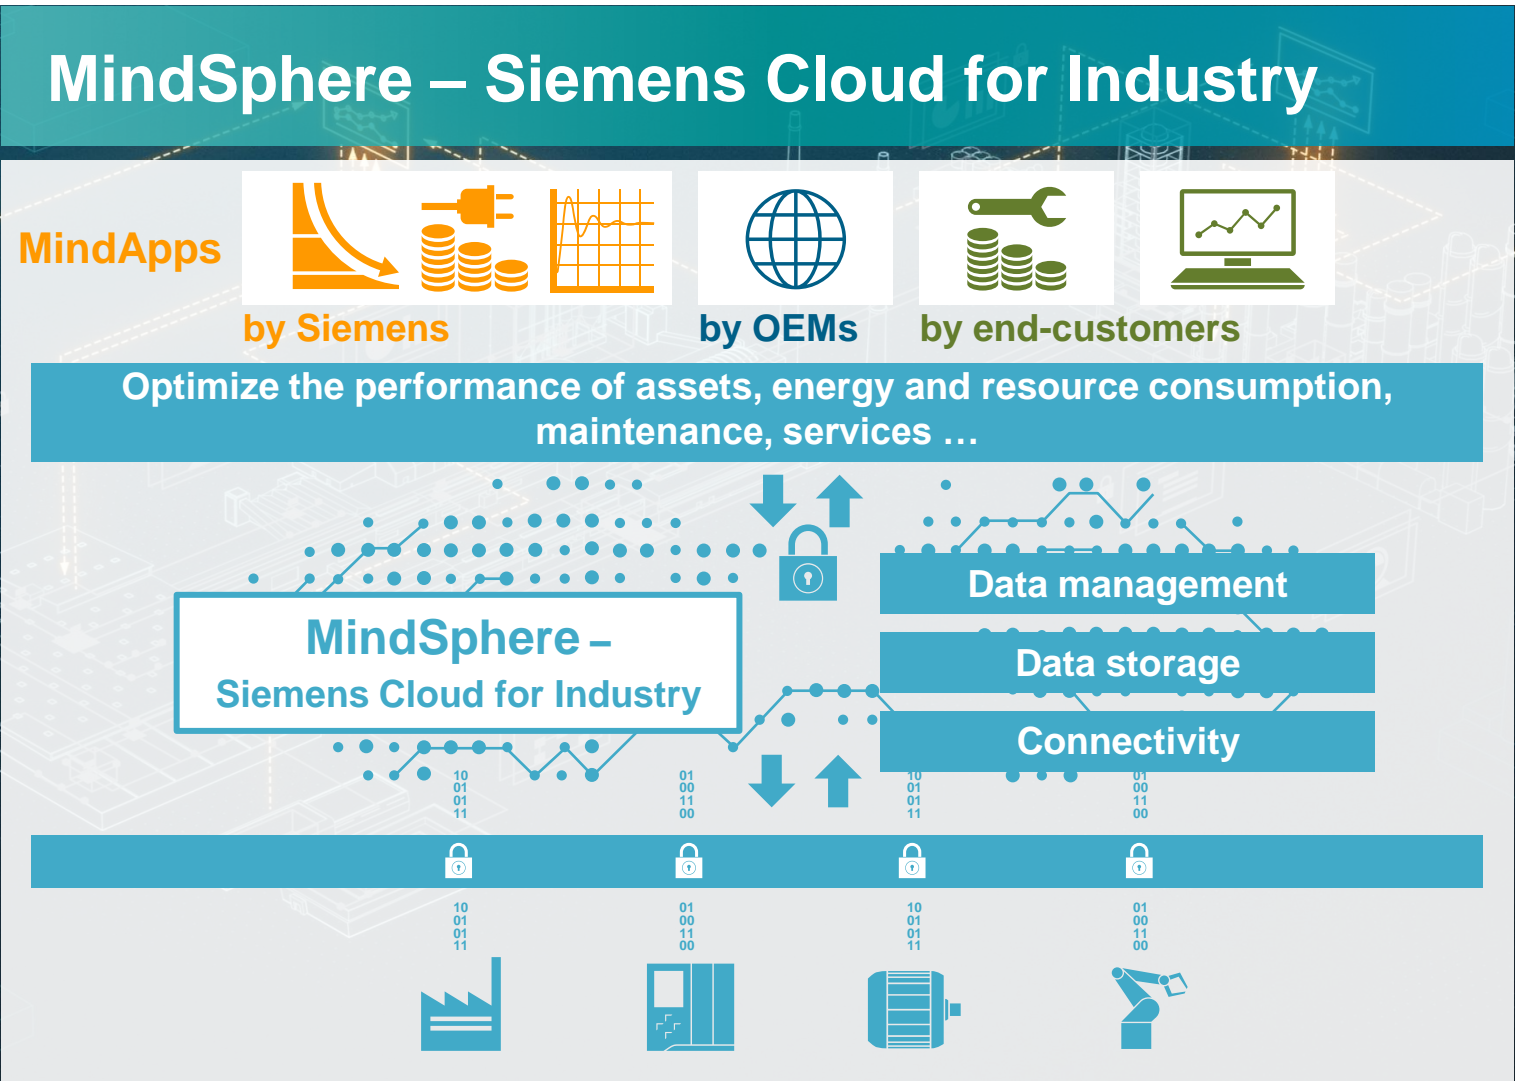 MindSphere – Siemens Cloud for Industry
MindApps
by Siemens
by OEMs
by end-customers
Optimize the performance of assets, energy and resource consumption,
maintenance, services …
MindSphere –
Siemens Cloud for Industry
Data management
Data storage
Connectivity
10 01 10 01
01 00 01 00
01 11 01 11
11 00 11 00
10 01 10 01
01 00 01 00
01 11 01 11
11 00 11 00